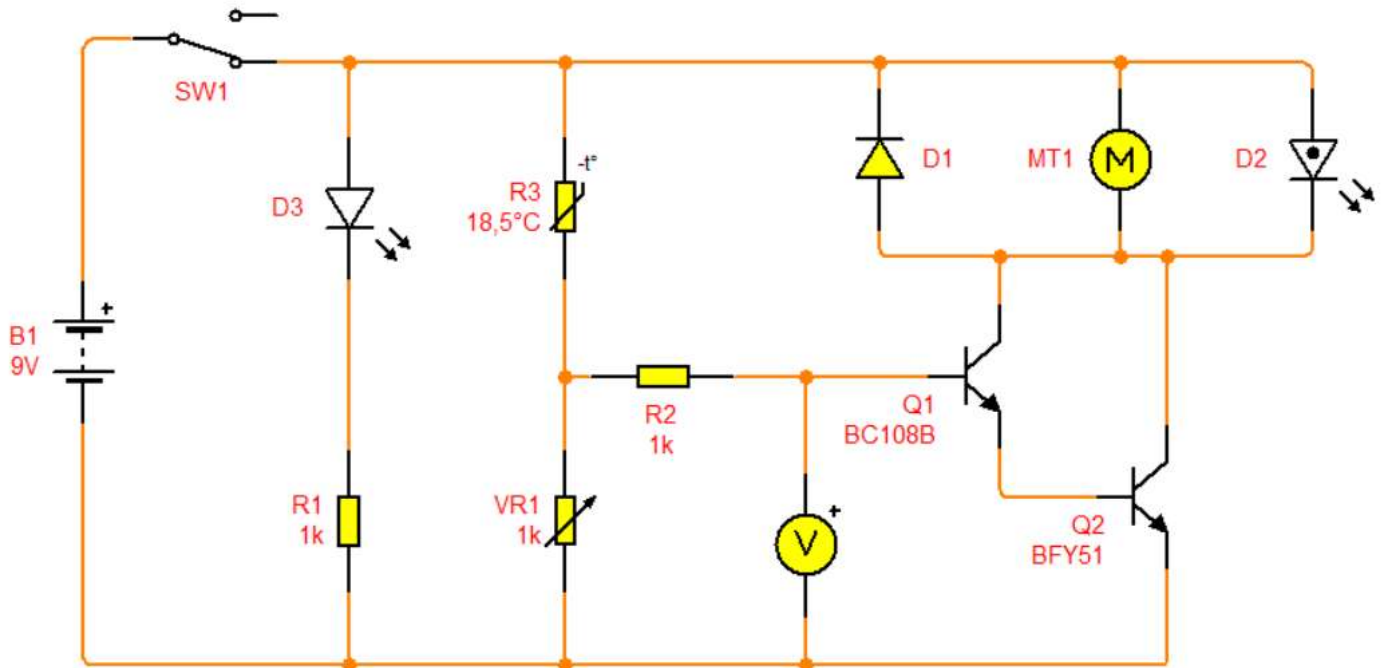 SW1
D3
R3
18,5°C
-t°
D1
MT1
M
D2
B1
9V
+
R2
1k
Q1
BC108B
R1
1k
VR1
1k
V
+
Q2
BFY51